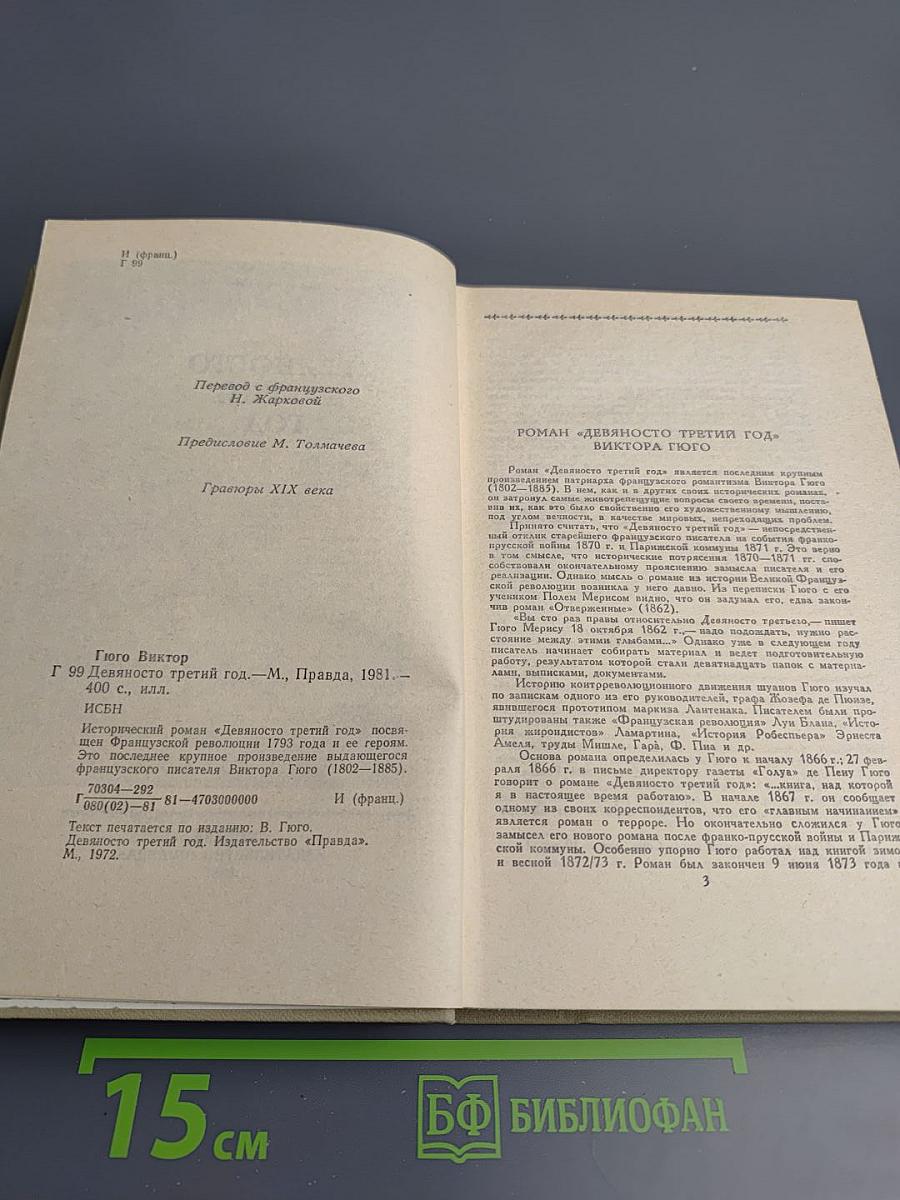 И (франц.)
Г 99
Перевод с французского
Н. Жарковой
Предисловие М. Толмачева
Гравюры XIX века
Гюго Виктор
Г 99 Девяносто третий год.—М., Правда, 1981.—
400 с., илл.
ИСБН
Исторический роман «Девяносто третий год» посвя-
щен Французской революции 1793 года и ее героям.
Это последнее крупное произведение выдающегося
французского писателя Виктора Гюго (1802—1885).
70304—292
Г 080(02)—81 81—4703000000 И (франц.)
Текст печатается по изданию: В. Гюго.
Девяносто третий год. Издательство «Правда».
М., 1972.
РОМАН «ДЕВЯНОСТО ТРЕТИЙ ГОД»
ВИКТОРА ГЮГО
Роман «Девяносто третий год» является последним крупным
произведением патриарха французского романтизма Виктора Гюго
(1802—1885). В нем, как и в других своих исторических романах,
он затронул самые животрепещущие вопросы своего времени, поста-
вив их, как это было свойственно его художественному мышлению,
под углом вечности, в качестве мировых, непреходящих проблем.
Принято считать, что «Девяносто третий год» — непосредствен-
ный отклик старейшего французского писателя на события франко-
прусской войны 1870 г. и Парижской коммуны 1871 г. Это верно
в том смысле, что исторические потрясения 1870—1871 гг. спо-
собствовали окончательному прояснению замысла писателя и его
реализации. Однако мысль о романе из истории Великой Француз-
ской революции возникла у него давно. Из переписки Гюго с его
учеником Полем Мерисом видно, что он задумал его, едва закон-
чив роман «Отверженные» (1862).
«Вы сто раз правы относительно Девяносто третьего,— пишет
Гюго Мерису 18 октября 1862 г.,— надо подождать, нужно рас-
стояние между этими глыбами...» Однако уже в следующем году
писатель начинает собирать материал и ведет подготовительную
работу, результатом которой стали девятнадцать папок с материа-
лами, выписками, документами.
Историю контрреволюционного движения шуанов Гюго изучал
по запискам одного из его руководителей, графа Жозефа де Пюизе,
явившегося прототипом маркиза Лантенака. Писателем были про-
штудированы также «Французская революция» Луи Блана, «Исто-
рия жирондистов» Ламартина, «История Робеспьера» Эрнеста
Амеля, труды Мишле, Гара, Ф. Пиа и др.
Основа романа определилась у Гюго к началу 1866 г.; 27 фев-
раля 1866 г. в письме директору газеты «Голуа» де Пену Гюго
говорит о романе «Девяносто третий год»: «...книга, над которой
я в настоящее время работаю». В начале 1867 г. он сообщает
одному из своих корреспондентов, что его «главным начинанием»
является роман о терроре. Но окончательно сложился у Гюго
замысел его нового романа после франко-прусской войны и Париж
ской коммуны. Особенно упорно Гюго работал над книгой зимо
и весной 1872/73 г. Роман был закончен 9 июня 1873 года
3
15 см
БФ БИБЛИОФАН